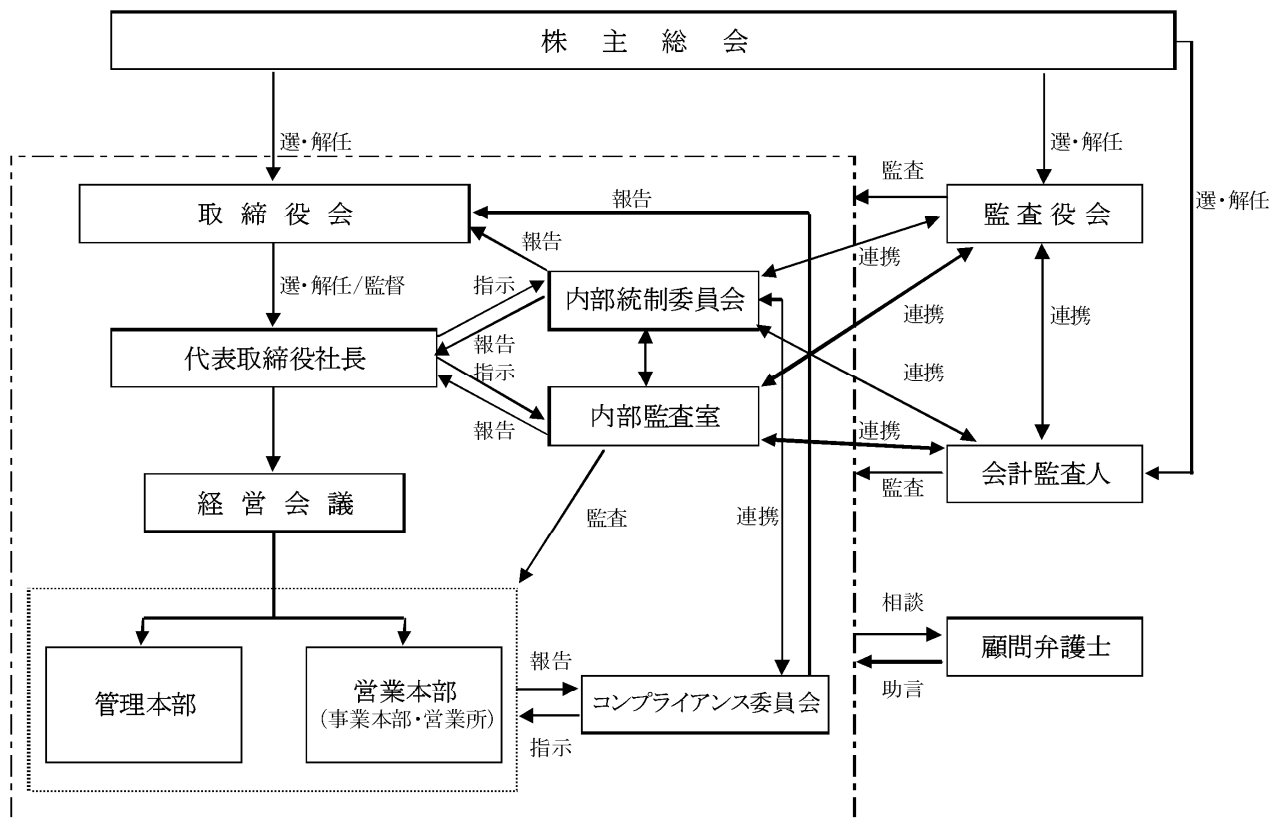 株主総会
選・解任
選・解任
監査
選・解任
取締役会
報告
監査役会
報告
連携
選・解任/監督
指示
内部統制委員会
連携
連携
代表取締役社長
報告
指示
連携
内部監査室
報告
連携
会計監査人
監査
経営会議
監査
連携
相談
顧問弁護士
助言
報告
管理本部
営業本部
(事業本部・営業所)
コンプライアンス委員会
指示